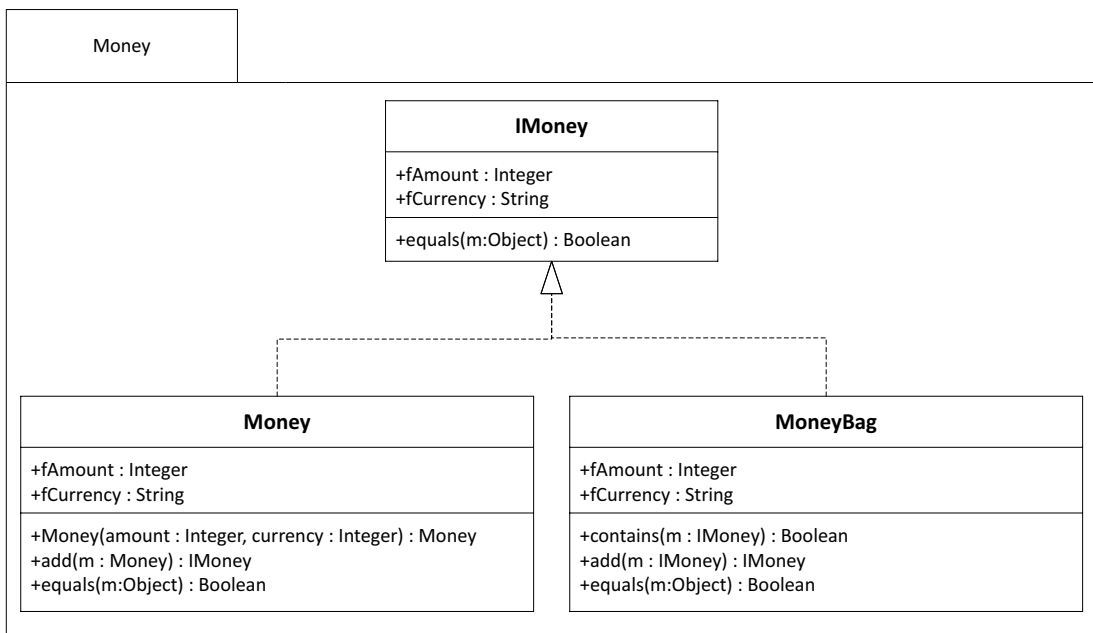 Money
IMoney
+fAmount : Integer
+fCurrency : String
+equals(m:Object) : Boolean
Money
+fAmount : Integer
+fCurrency : String
+Money(amount : Integer, currency : Integer) : Money
+add(m : Money) : IMoney
+equals(m:Object) : Boolean
MoneyBag
+fAmount : Integer
+fCurrency : String
+contains(m : IMoney) : Boolean
+add(m : IMoney) : IMoney
+equals(m:Object) : Boolean